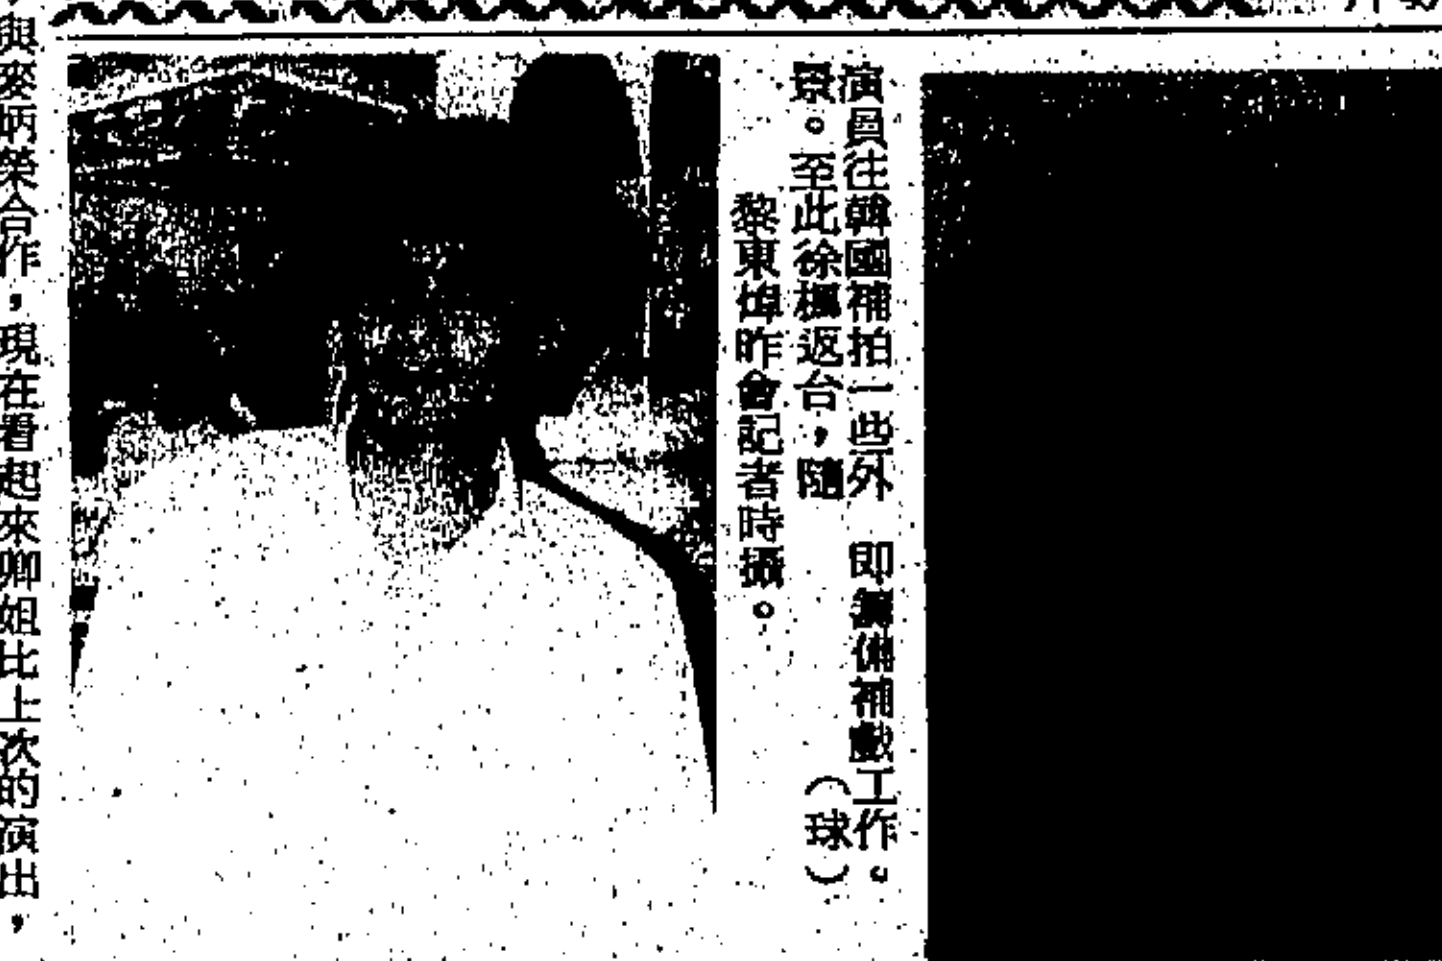 演員往韓國補拍一些外
景。至此徐楓返台，隨
即籌備補戲工作。
（球）
黎東昨會記者時攝。
與麥炳榮合作，現在看起來卿姐比上次的演出，